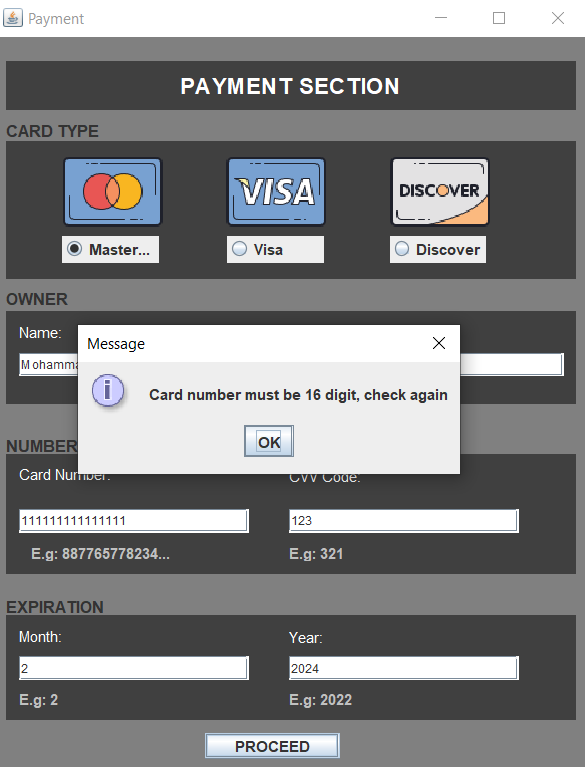 Payment
PAYMENT SECTION
CARD TYPE
VISA
DISCOVER
Master...
Visa
Discover
OWNER
Name:
Mohamma
Message
Card number must be 16 digit, check again
OK
NUMBER
Card Number:
CVV Code:
111111111111111
123
E.g: 887765778234...
E.g: 321
EXPIRATION
Month:
Year:
2
2024
E.g: 2
E.g: 2022
PROCEED